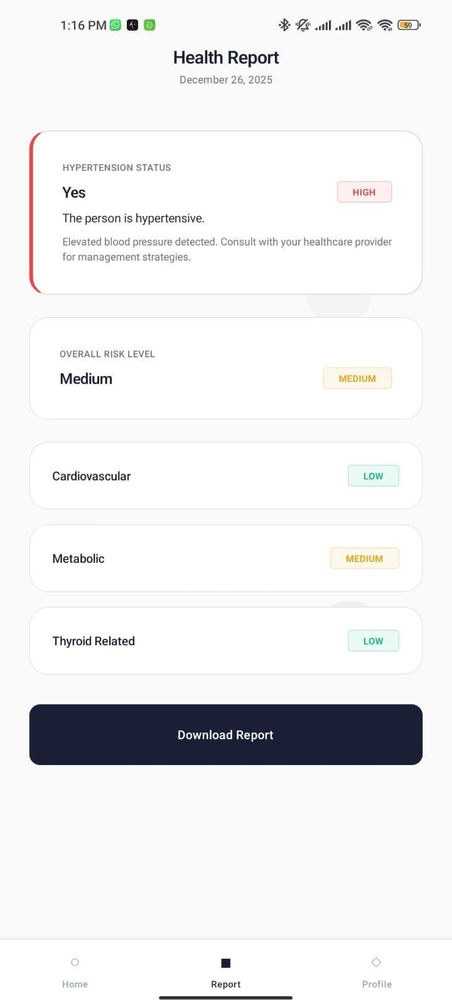 1:16 PM
59
Health Report
December 26, 2025
HYPERTENSION STATUS
Yes
HIGH
The person is hypertensive.
Elevated blood pressure detected. Consult with your healthcare provider
for management strategies.
OVERALL RISK LEVEL
Medium
MEDIUM
Cardiovascular
LOW
Metabolic
MEDIUM
Thyroid Related
LOW
Download Report
Home
Report
Profile